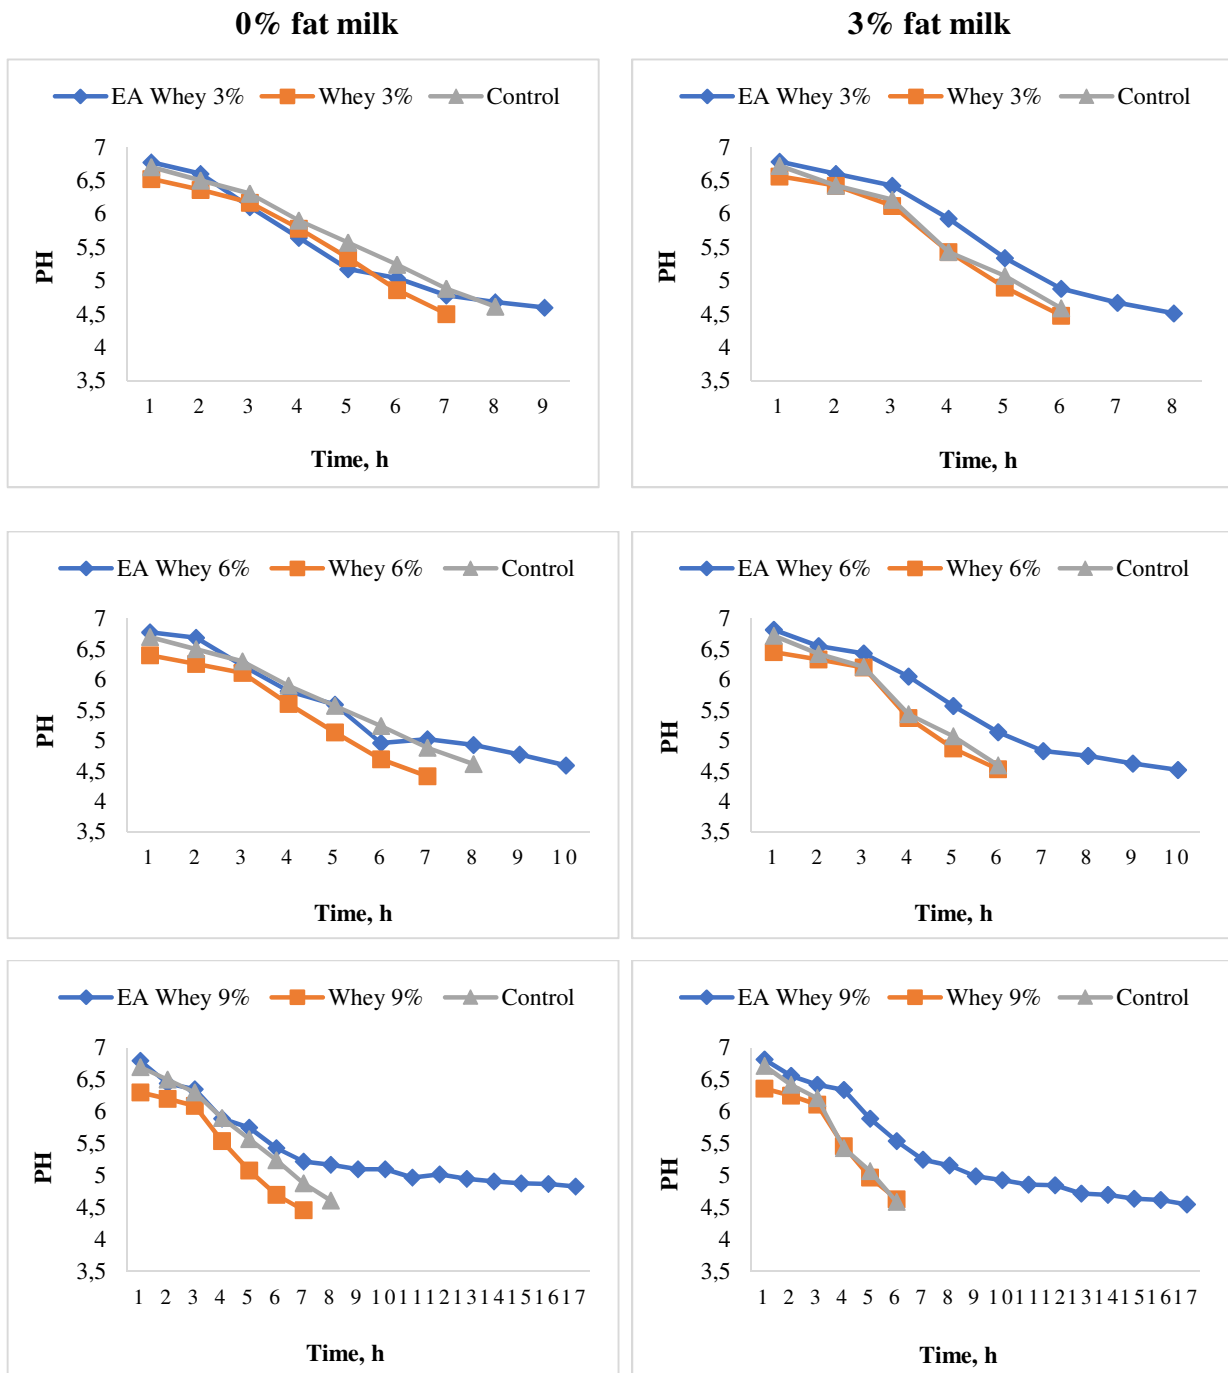 0% fat milk
3% fat milk
EA Whey 3% Whey 3% Control
7
6,5
6
5,5
5
4,5
4
3,5
PH
1 2 3 4 5 6 7 8 9
Time, h
EA Whey 3% Whey 3% Control
7
6,5
6
5,5
5
4,5
4
3,5
PH
1 2 3 4 5 6 7 8
Time, h
EA Whey 6% Whey 6% Control
7
6,5
6
5,5
5
4,5
4
3,5
PH
1 2 3 4 5 6 7 8 9 10
Time, h
EA Whey 6% Whey 6% Control
7
6,5
6
5,5
5
4,5
4
3,5
PH
1 2 3 4 5 6 7 8 9 10
Time, h
EA Whey 9% Whey 9% Control
7
6,5
6
5,5
5
4,5
4
3,5
PH
1 2 3 4 5 6 7 8 9 10 11 12 13 14 15 16 17
Time, h
EA Whey 9% Whey 9% Control
7
6,5
6
5,5
5
4,5
4
3,5
PH
1 2 3 4 5 6 7 8 9 10 11 12 13 14 15 16 17
Time, h